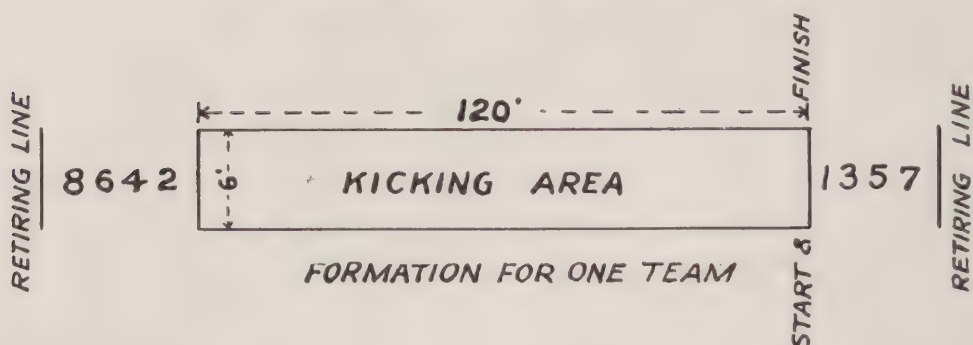 RETIRING LINE
8642
120'
6'
KICKING AREA
FORMATION FOR ONE TEAM
START &
FINISH
1357
RETIRING LINE